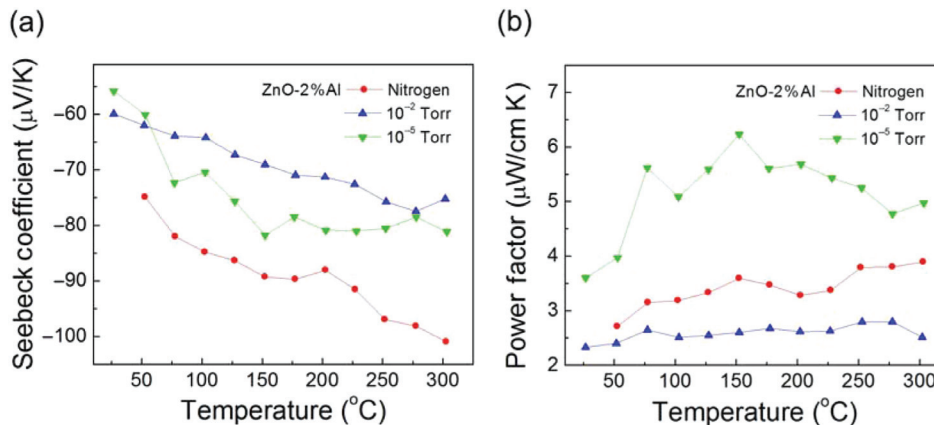 (a)
ZnO-2%Al
Nitrogen
10⁻² Torr
10⁻⁵ Torr
Seebeck coefficient (μV/K)
−60
−70
−80
−90
−100
50 100 150 200 250 300
Temperature (°C)
(b)
ZnO-2%Al
Nitrogen
10⁻² Torr
10⁻⁵ Torr
Power factor (μW/cm K)
7
6
5
4
3
2
50 100 150 200 250 300
Temperature (°C)